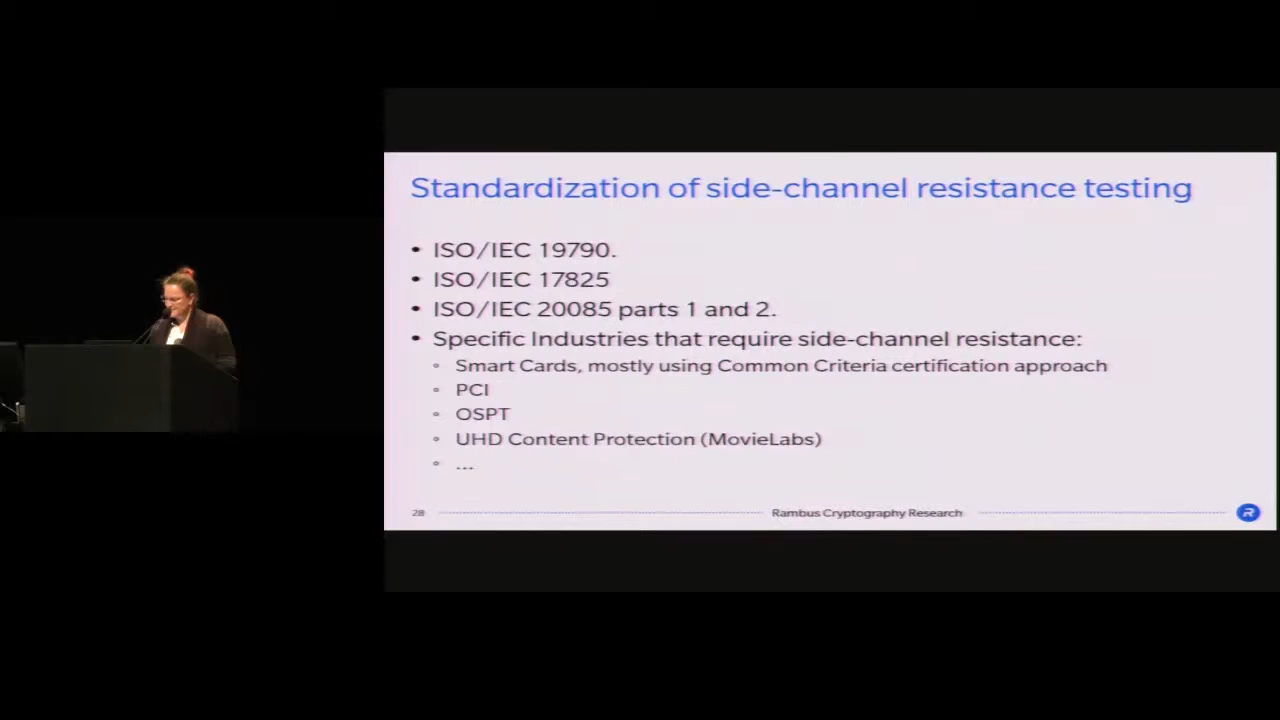 Standardization of side-channel resistance testing
• ISO/IEC 19790.
• ISO/IEC 17825
• ISO/IEC 20085 parts 1 and 2.
• Specific Industries that require side-channel resistance:
◦ Smart Cards, mostly using Common Criteria certification approach
◦ PCI
◦ OSPT
◦ UHD Content Protection (MovieLabs)
◦ ...
28 Rambus Cryptography Research R